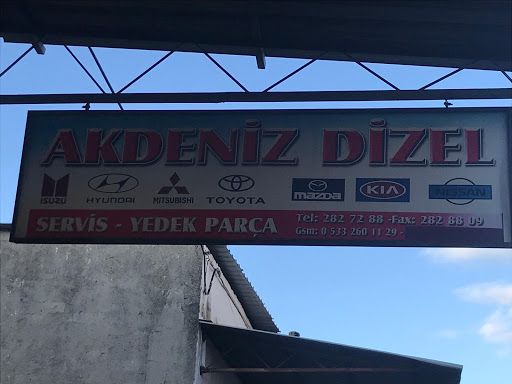 AKDENİZ DİZEL
ISUZU HYUNDAI MITSUBISHI TOYOTA mazda KIA NISSAN
SERVİS - YEDEK PARÇA
Tel: 282 72 88 -Fax: 282 88 09
Gsm: 0 533 260 11 29 -